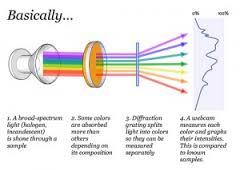 Basically...
0% 100%
1. A broad-spectrum
light (halogen,
incandescent)
is shone through a
sample
2. Some colors
are absorbed
more than
others
depending on
its composition
3. Diffraction
grating splits
light into colors
so they can be
measured
separately
4. A webcam
measures each
color and graphs
their intensities.
This is compared
to known
samples.